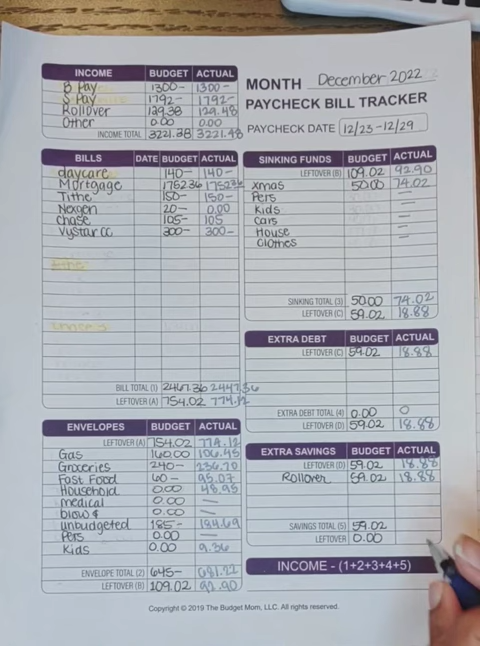 MONTH December 2022
PAYCHECK BILL TRACKER
PAYCHECK DATE 12/23-12/29
INCOME BUDGET ACTUAL
B Pay 1300- 1300-
S Pay 1792- 1792-
Rollover 129.38 129.48
Other 0.00 0.00
INCOME TOTAL 3221.38 3221.48
BILLS DATE BUDGET ACTUAL
daycare 140- 140-
Mortgage 1752.36 1752.36
Tithe 150- 150-
Nexgen 20- 0.00
Chase 105- 105
Vystar CC 300- 300-
BILL TOTAL (1) 2467.36 2447.36
LEFTOVER (A) 754.02 774.12
ENVELOPES BUDGET ACTUAL
LEFTOVER (A) 754.02 774.12
Gas 160.00 106.45
Groceries 240- 236.70
Fast Food 60- 95.07
Household 0.00 48.95
medical 0.00 —
blow $ 0.00 —
unbudgeted 185- 184.69
Pers 0.00 —
Kids 0.00 9.36
ENVELOPE TOTAL (2) 645- 681.22
LEFTOVER (B) 109.02 92.90
SINKING FUNDS BUDGET ACTUAL
LEFTOVER (B) 109.02 92.90
xmas 50.00 74.02
Pers —
Kids —
Cars —
House —
Clothes
SINKING TOTAL (3) 50.00 74.02
LEFTOVER (C) 59.02 18.88
EXTRA DEBT BUDGET ACTUAL
LEFTOVER (C) 59.02 18.88
EXTRA DEBT TOTAL (4) 0.00 0
LEFTOVER (D) 59.02 18.88
EXTRA SAVINGS BUDGET ACTUAL
LEFTOVER (D) 59.02 18.88
Rollover 59.02 18.88
SAVINGS TOTAL (5) 59.02
LEFTOVER 0.00
INCOME - (1+2+3+4+5)
Copyright © 2019 The Budget Mom, LLC. All rights reserved.